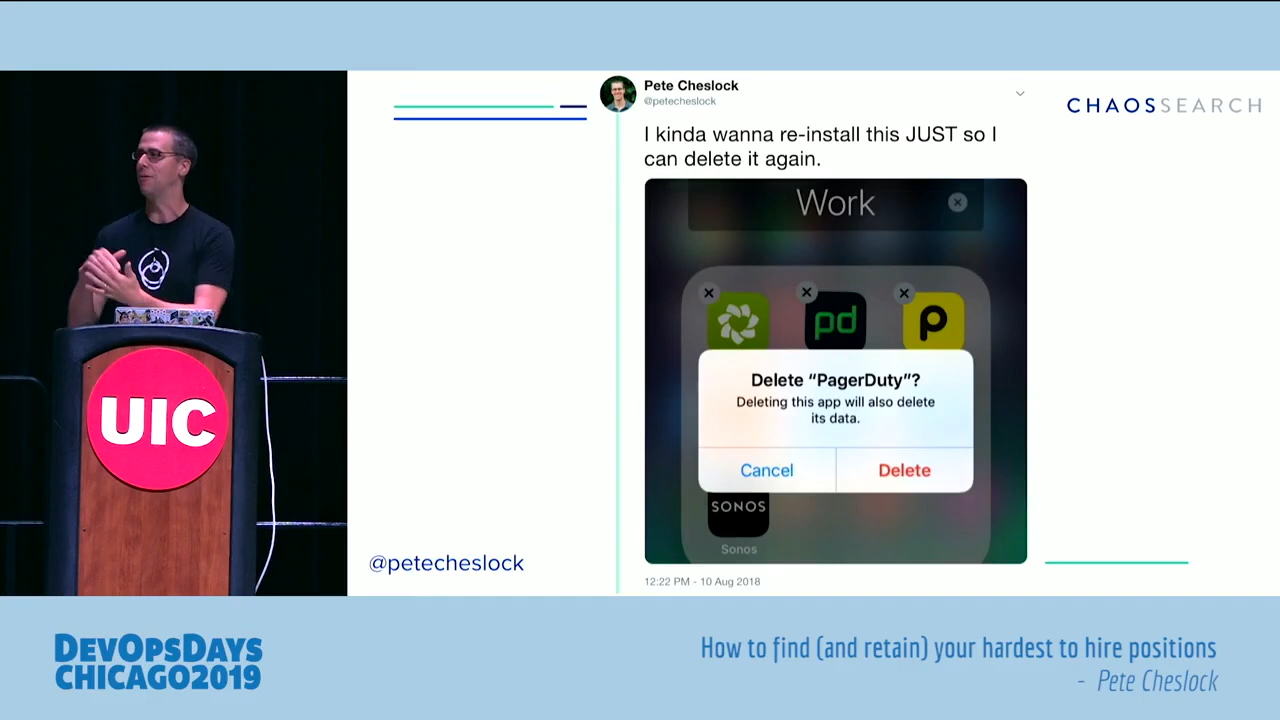 Pete Cheslock
@petecheslock
CHAOSSEARCH
I kinda wanna re-install this JUST so I
can delete it again.
Work
pd
p
Delete “PagerDuty”?
Deleting this app will also delete
its data.
Cancel
Delete
SONOS
Sonos
12:22 PM - 10 Aug 2018
@petecheslock
UIC
DEVOPSDAYS
CHICAGO2019
How to find (and retain) your hardest to hire positions
- Pete Cheslock